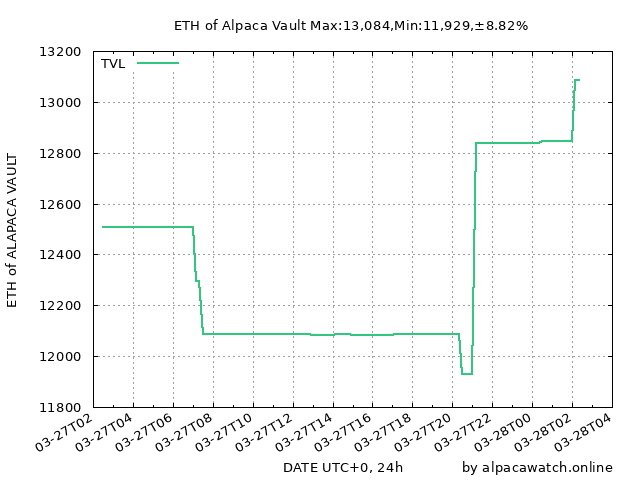 ETH of Alpaca Vault Max:13,084,Min:11,929,±8.82%
TVL
13200
13000
12800
12600
12400
12200
12000
11800
ETH of ALAPACA VAULT
03-27T02
03-27T04
03-27T06
03-27T08
03-27T10
03-27T12
03-27T14
03-27T16
03-27T18
03-27T20
03-27T22
03-28T00
03-28T02
03-28T04
DATE UTC+0, 24h
by alpacawatch.online